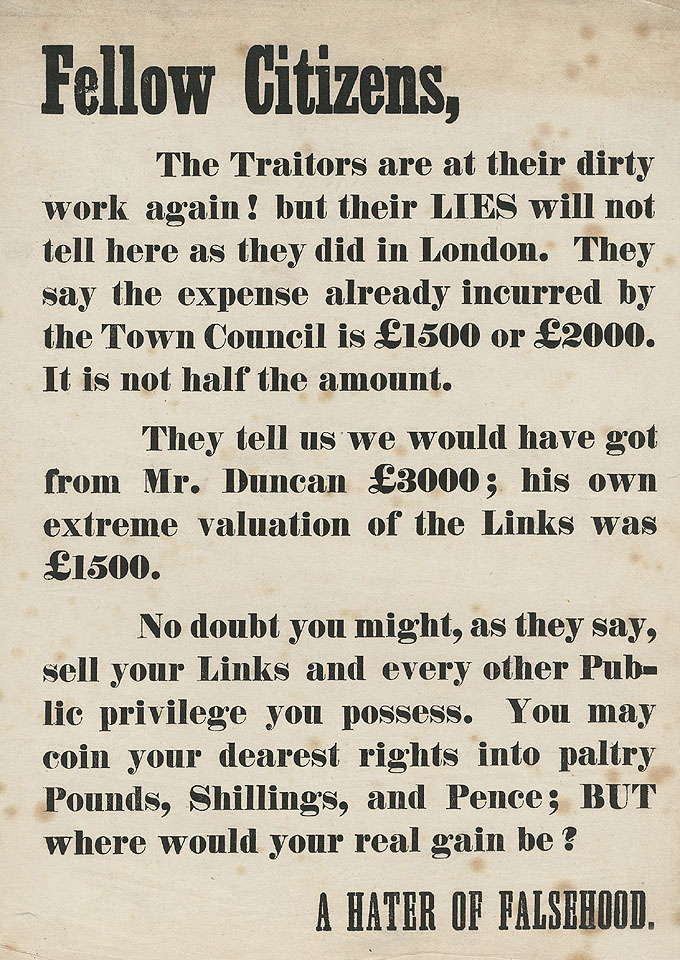 Fellow Citizens,
The Traitors are at their dirty
work again! but their LIES will not
tell here as they did in London. They
say the expense already incurred by
the Town Council is £1500 or £2000.
It is not half the amount.
They tell us we would have got
from Mr. Duncan £3000; his own
extreme valuation of the Links was
£1500.
No doubt you might, as they say,
sell your Links and every other Pub-
lic privilege you possess. You may
coin your dearest rights into paltry
Pounds, Shillings, and Pence; BUT
where would your real gain be?
A HATER OF FALSEHOOD.